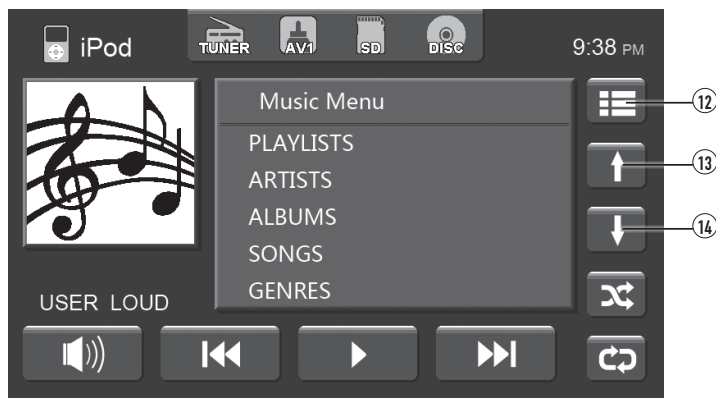 iPod
TUNER AV1 SD DISC
9:38 PM
Music Menu
PLAYLISTS
ARTISTS
ALBUMS
SONGS
GENRES
USER LOUD
⑫
⑬
⑭